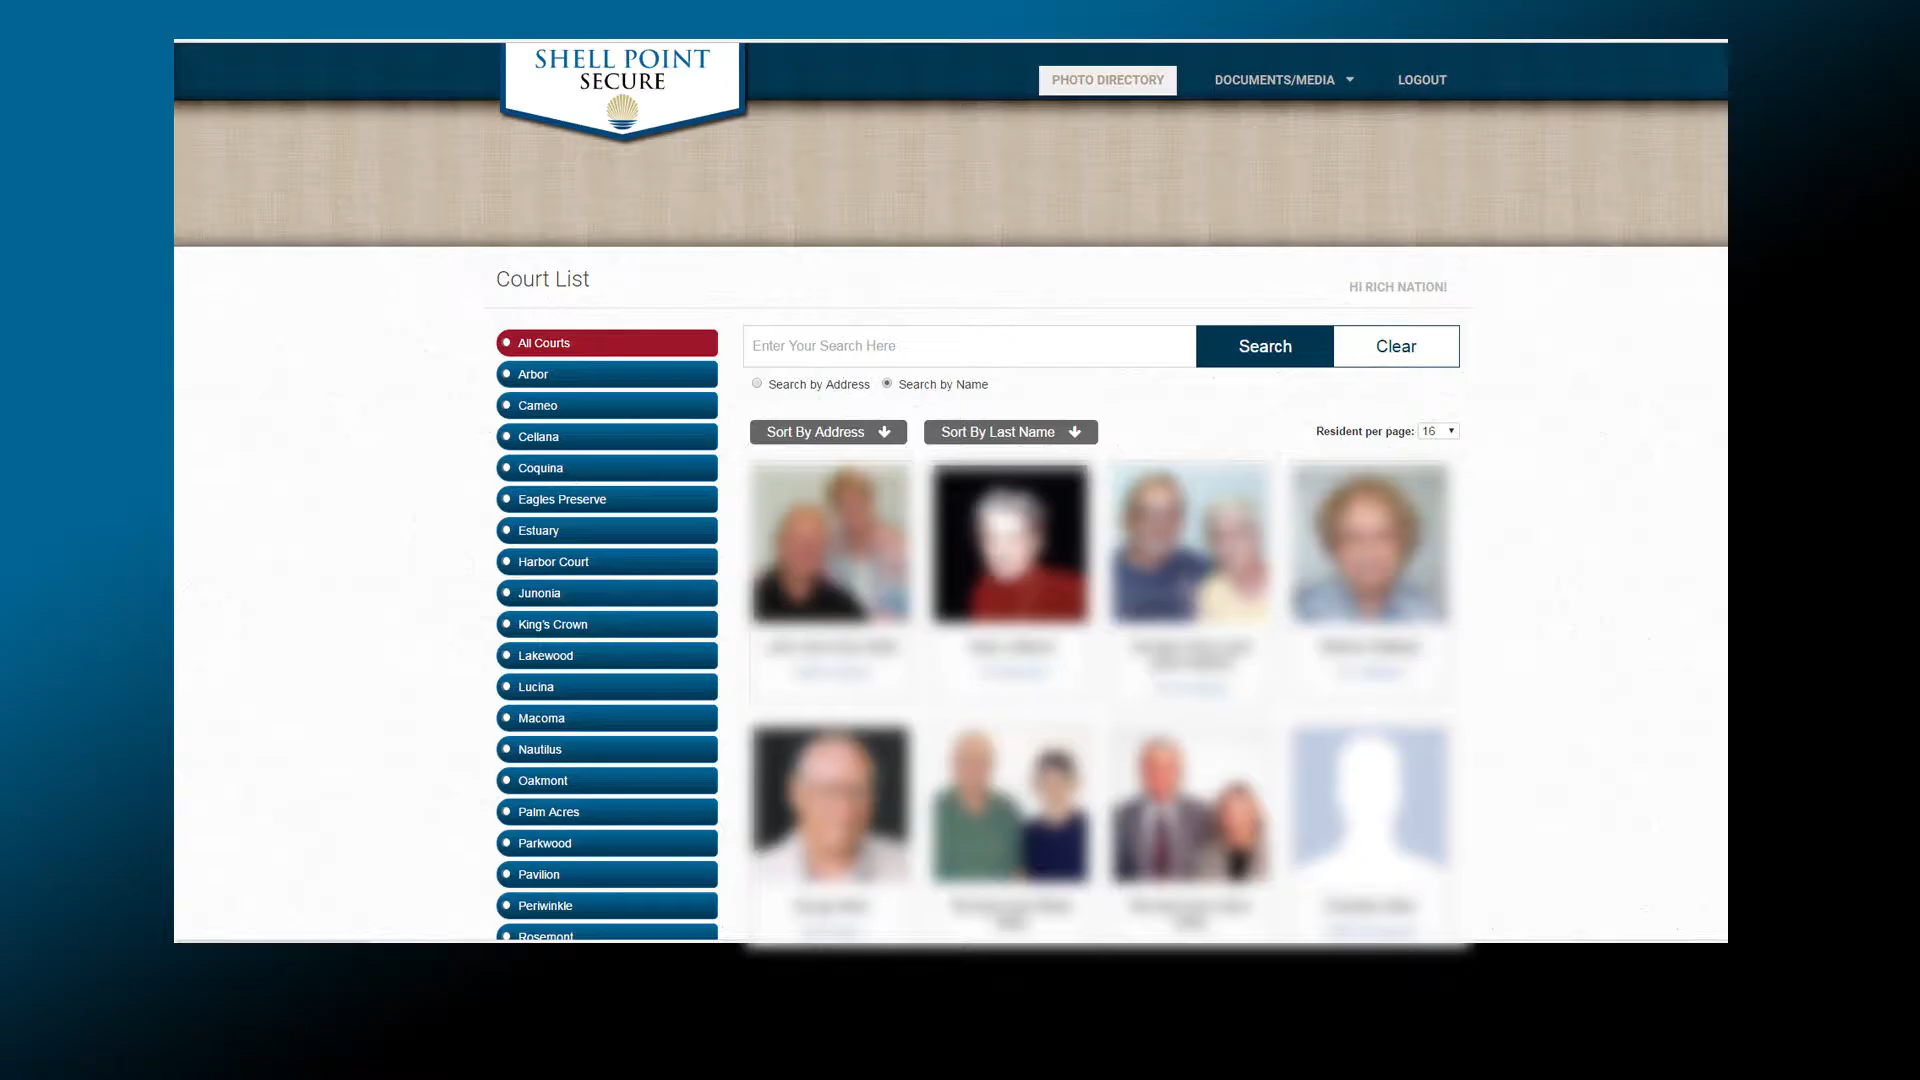 SHELL POINT
SECURE
PHOTO DIRECTORY
DOCUMENTS/MEDIA
LOGOUT
Court List
HI RICH NATION!
All Courts
Arbor
Cameo
Cellana
Coquina
Eagles Preserve
Estuary
Harbor Court
Junonia
King's Crown
Lakewood
Lucina
Macoma
Nautilus
Oakmont
Palm Acres
Parkwood
Pavilion
Periwinkle
Rosemont
Enter Your Search Here
Search
Clear
Search by Address
Search by Name
Sort By Address
Sort By Last Name
Resident per page: 16